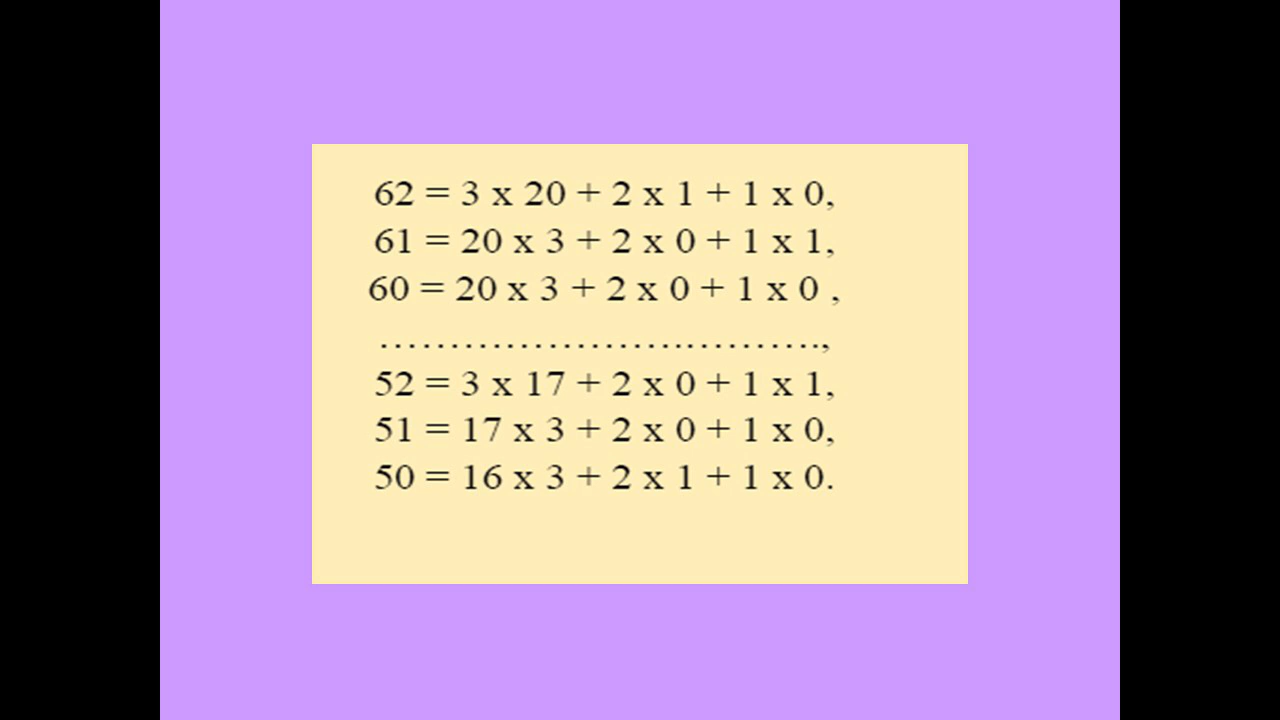 62 = 3 x 20 + 2 x 1 + 1 x 0,
61 = 20 x 3 + 2 x 0 + 1 x 1,
60 = 20 x 3 + 2 x 0 + 1 x 0 ,
…………………………….,
52 = 3 x 17 + 2 x 0 + 1 x 1,
51 = 17 x 3 + 2 x 0 + 1 x 0,
50 = 16 x 3 + 2 x 1 + 1 x 0.